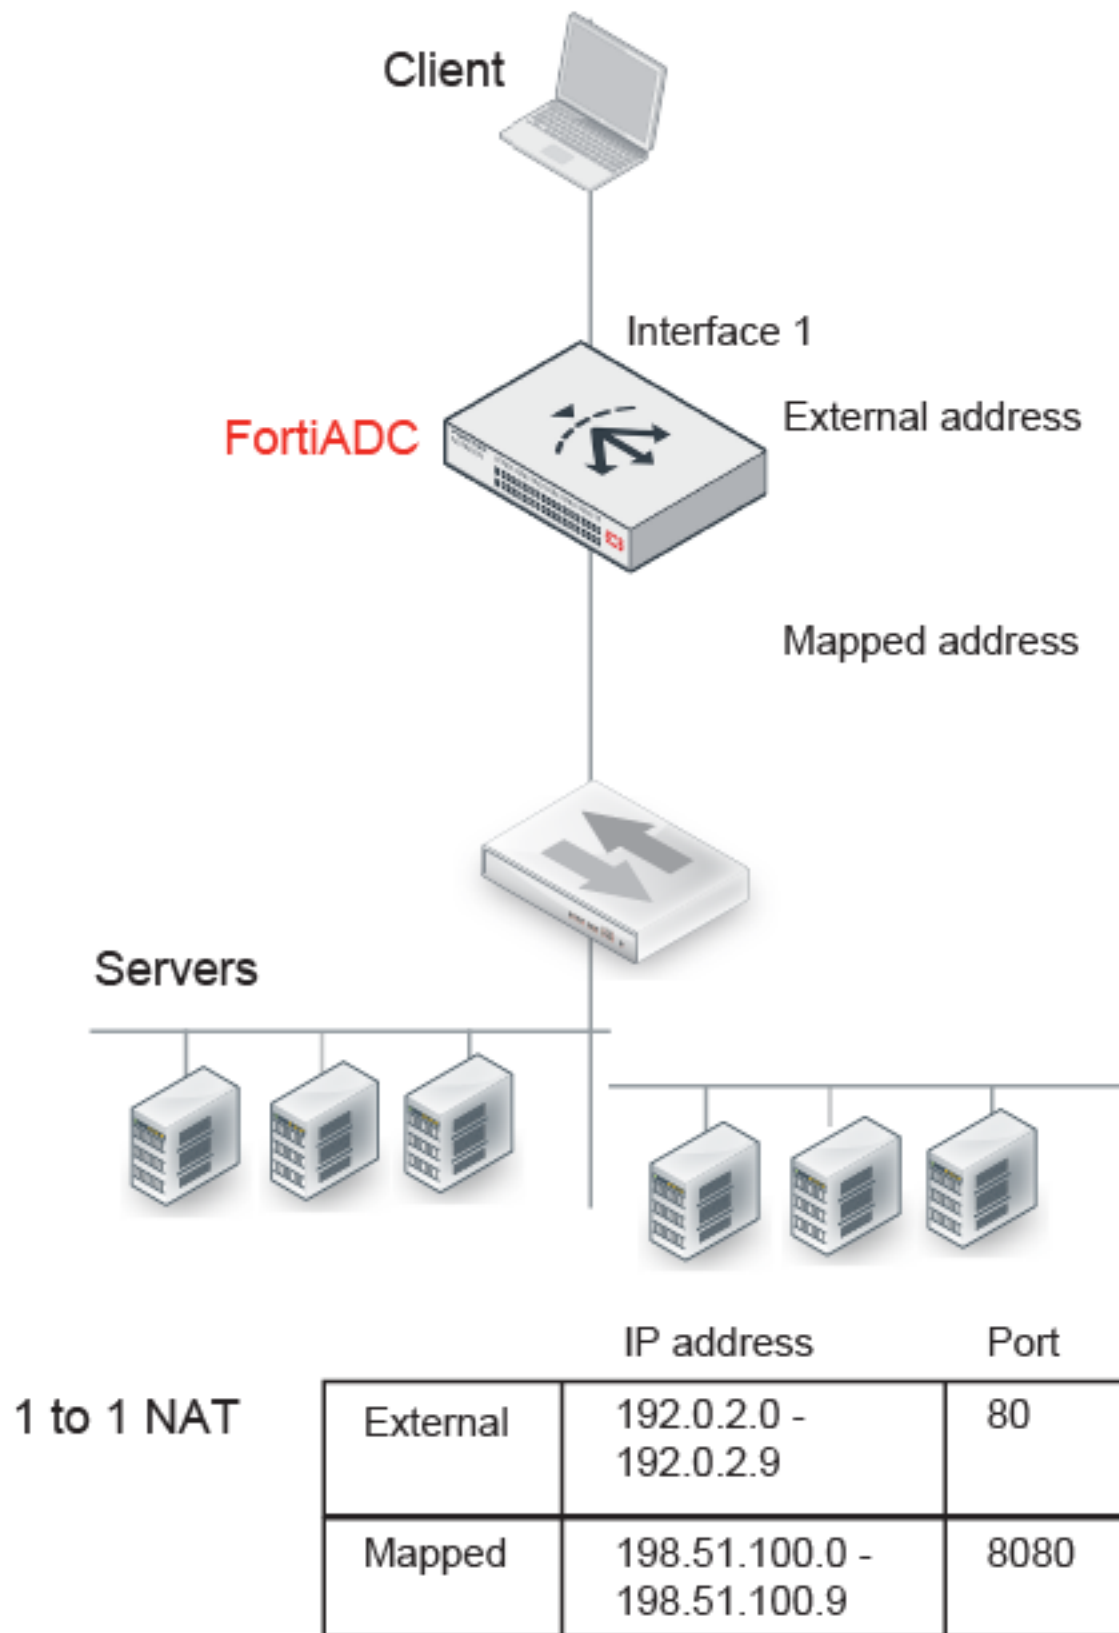 Client
Interface 1
FortiADC
External address
Mapped address
Servers
IP address Port
1 to 1 NAT
External
192.0.2.0 -
192.0.2.9
80
Mapped
198.51.100.0 -
198.51.100.9
8080